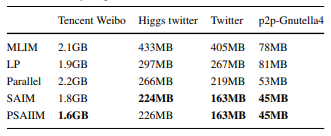 Tencent Weibo Higgs twitter Twitter p2p-Gnutella4
MLIM 2.1GB 433MB 405MB 78MB
LP 1.9GB 297MB 267MB 81MB
Parallel 2.2GB 266MB 219MB 53MB
SAIM 1.8GB 224MB 163MB 45MB
PSAIIM 1.6GB 226MB 163MB 45MB